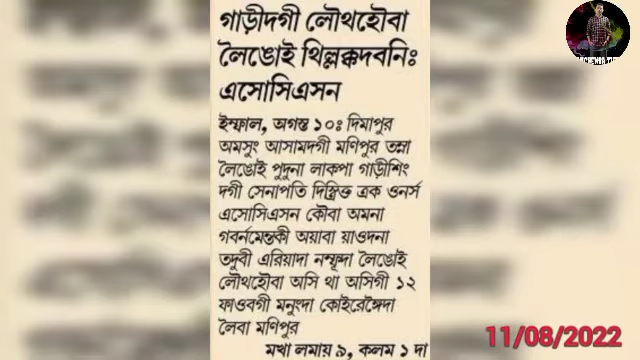 গাড়ীদগী লৌথহৌবা
লৈঙোই থিল্লক্কদবনিঃ
এসোসিএসন
ইম্ফাল, অগস্ত ১০ঃ দিমাপুর
অমসুং আসামদগী মণিপুর তন্না
লৈঙোই পুদুনা লাকপা গাড়ীশিং
দগী সেনাপতি দিস্ত্রিক্ত ত্রক ওনর্স
এসোসিএসন কৌবা অমনা
গবর্নমেন্তকী অয়াবা য়াওদনা
তদুবী এরিয়াদা নম্ফূদা লৈঙোই
লৌথহৌবা অসি থা অসিগী ১২
ফাওবগী মনুংদা কোইরেঙ্গৈদা
লৈবা মণিপুর
মখা লমায় ৯, কলম ১ দা
11/08/2022